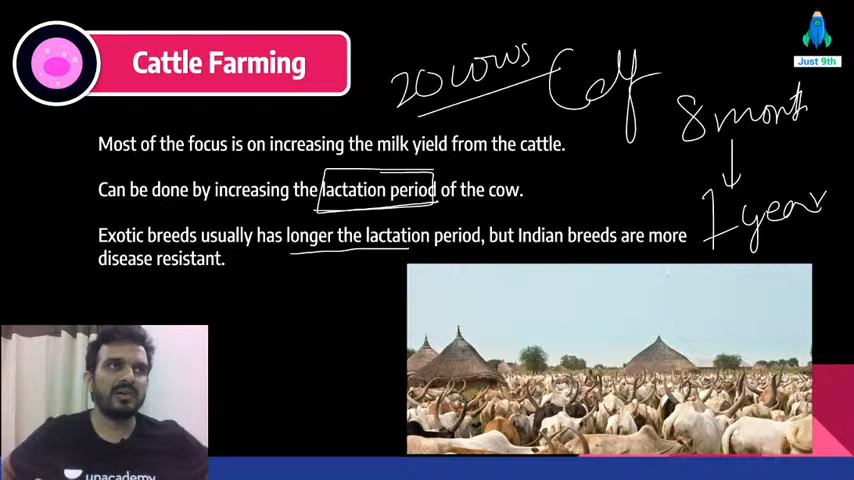 Cattle Farming
20 cows
Calf
8 month
1 year
Just 9th
Most of the focus is on increasing the milk yield from the cattle.
Can be done by increasing the lactation period of the cow.
Exotic breeds usually has longer the lactation period, but Indian breeds are more
disease resistant.
unacademy